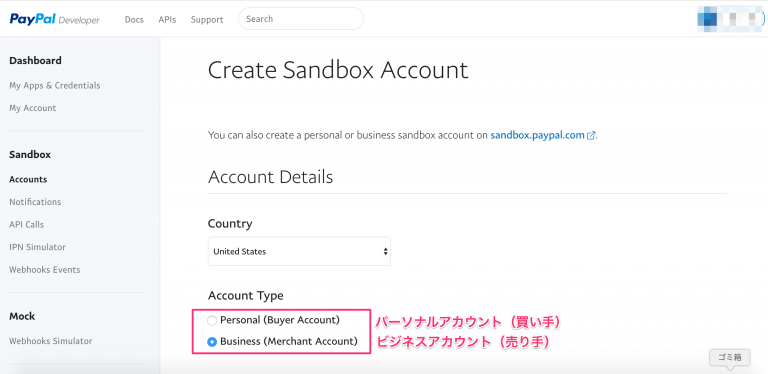 PayPal Developer
Docs
APIs
Support
Search
Dashboard
My Apps & Credentials
My Account
Sandbox
Accounts
Notifications
API Calls
IPN Simulator
Webhooks Events
Mock
Webhooks Simulator
Create Sandbox Account
You can also create a personal or business sandbox account on sandbox.paypal.com.
Account Details
Country
United States
Account Type
Personal (Buyer Account)
パーソナルアカウント（買い手）
Business (Merchant Account)
ビジネスアカウント（売り手）
ゴミ箱